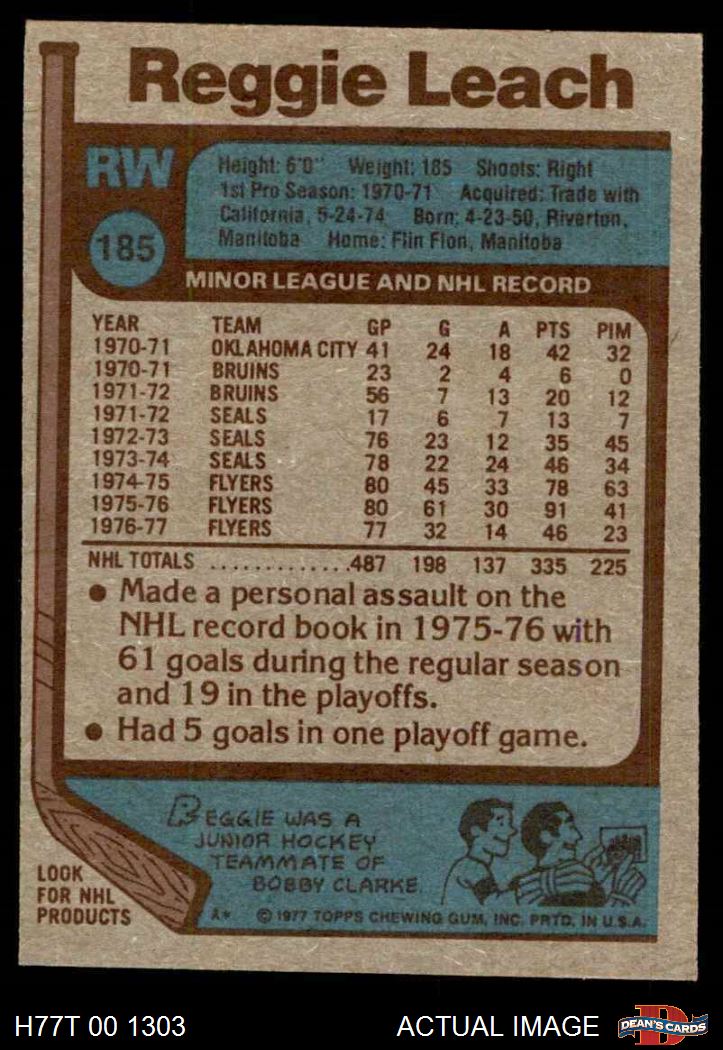 Reggie Leach
RW
Height: 6'0" Weight: 185 Shoots: Right
1st Pro Season: 1970-71 Acquired: Trade with
California, 5-24-74 Born: 4-23-50, Riverton,
Manitoba Home: Flin Flon, Manitoba
185
MINOR LEAGUE AND NHL RECORD
YEAR TEAM GP G A PTS PIM
1970-71 OKLAHOMA CITY 41 24 18 42 32
1970-71 BRUINS 23 2 4 6 0
1971-72 BRUINS 56 7 13 20 12
1971-72 SEALS 17 6 7 13 7
1972-73 SEALS 76 23 12 35 45
1973-74 SEALS 78 22 24 46 34
1974-75 FLYERS 80 45 33 78 63
1975-76 FLYERS 80 61 30 91 41
1976-77 FLYERS 77 32 14 46 23
NHL TOTALS .............487 198 137 335 225
• Made a personal assault on the
NHL record book in 1975-76 with
61 goals during the regular season
and 19 in the playoffs.
• Had 5 goals in one playoff game.
REGGIE WAS A
JUNIOR HOCKEY
TEAMMATE OF
BOBBY CLARKE.
LOOK
FOR NHL
PRODUCTS
A* © 1977 TOPPS CHEWING GUM, INC. PRTD. IN U.S.A.
H77T 00 1303 ACTUAL IMAGE
D
DEAN'S CARDS